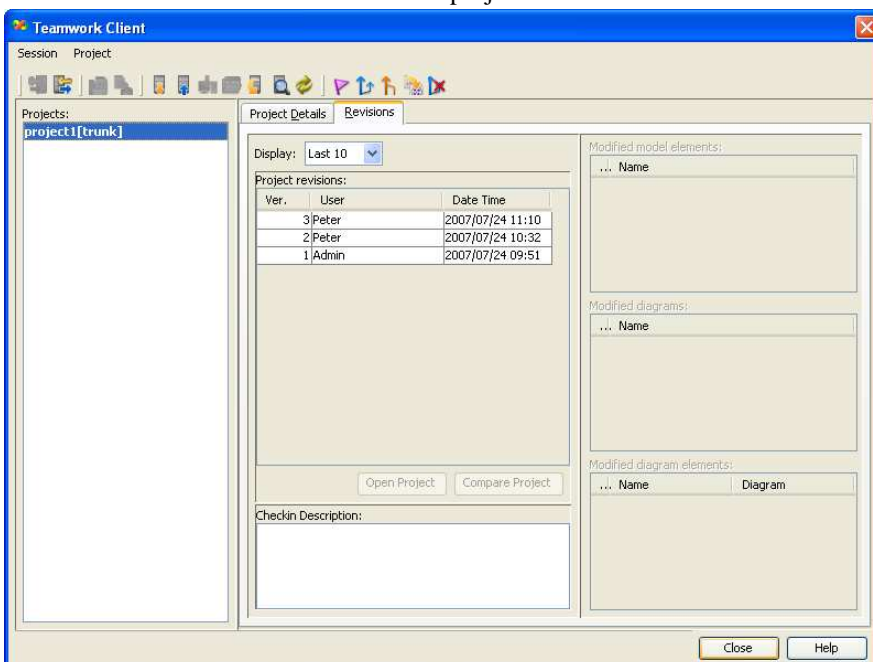 Teamwork Client
Session Project
Projects:
project1[trunk]
Project Details Revisions
Display: Last 10
Project revisions:
Ver. User Date Time
3 Peter 2007/07/24 11:10
2 Peter 2007/07/24 10:32
1 Admin 2007/07/24 09:51
Open Project Compare Project
Checkin Description:
Modified model elements:
... Name
Modified diagrams:
... Name
Modified diagram elements:
... Name Diagram
Close Help